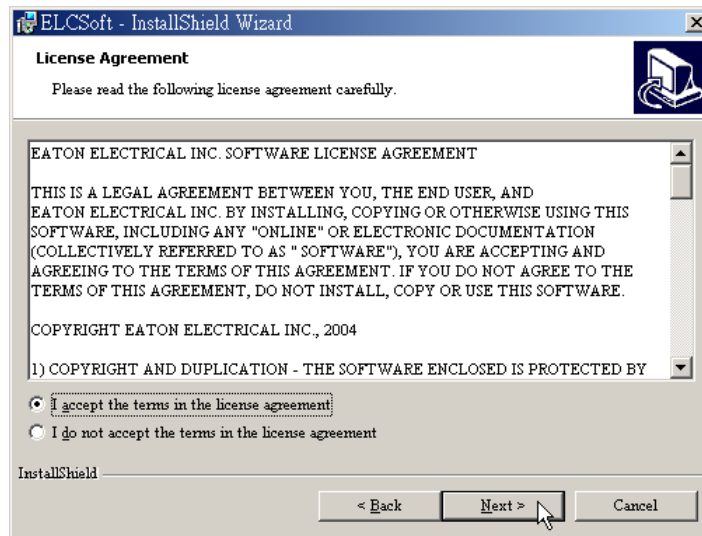 ELCSoft - InstallShield Wizard
License Agreement
Please read the following license agreement carefully.
EATON ELECTRICAL INC. SOFTWARE LICENSE AGREEMENT
THIS IS A LEGAL AGREEMENT BETWEEN YOU, THE END USER, AND
EATON ELECTRICAL INC. BY INSTALLING, COPYING OR OTHERWISE USING THIS
SOFTWARE, INCLUDING ANY "ONLINE" OR ELECTRONIC DOCUMENTATION
(COLLECTIVELY REFERRED TO AS " SOFTWARE"), YOU ARE ACCEPTING AND
AGREEING TO THE TERMS OF THIS AGREEMENT. IF YOU DO NOT AGREE TO THE
TERMS OF THIS AGREEMENT, DO NOT INSTALL, COPY OR USE THIS SOFTWARE.
COPYRIGHT EATON ELECTRICAL INC., 2004
1) COPYRIGHT AND DUPLICATION - THE SOFTWARE ENCLOSED IS PROTECTED BY
I accept the terms in the license agreement
I do not accept the terms in the license agreement
InstallShield
< Back Next > Cancel